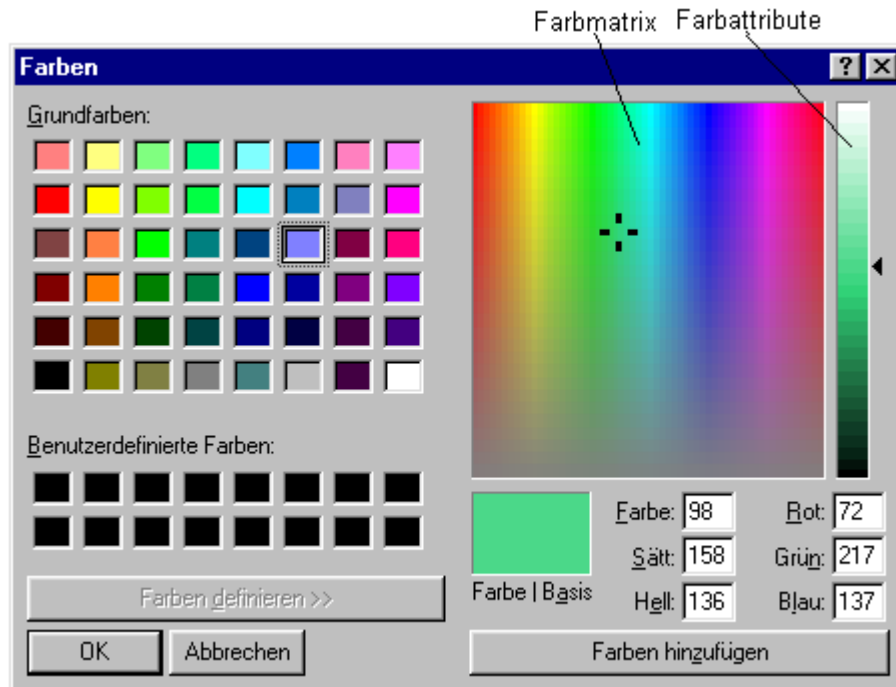 Farbmatrix Farbattribute
Farben
Grundfarben:
Benutzerdefinierte Farben:
Farben definieren >>
OK Abbrechen
Farbe | Basis
Farbe: 98 Rot: 72
Sätt: 158 Grün: 217
Hell: 136 Blau: 137
Farben hinzufügen